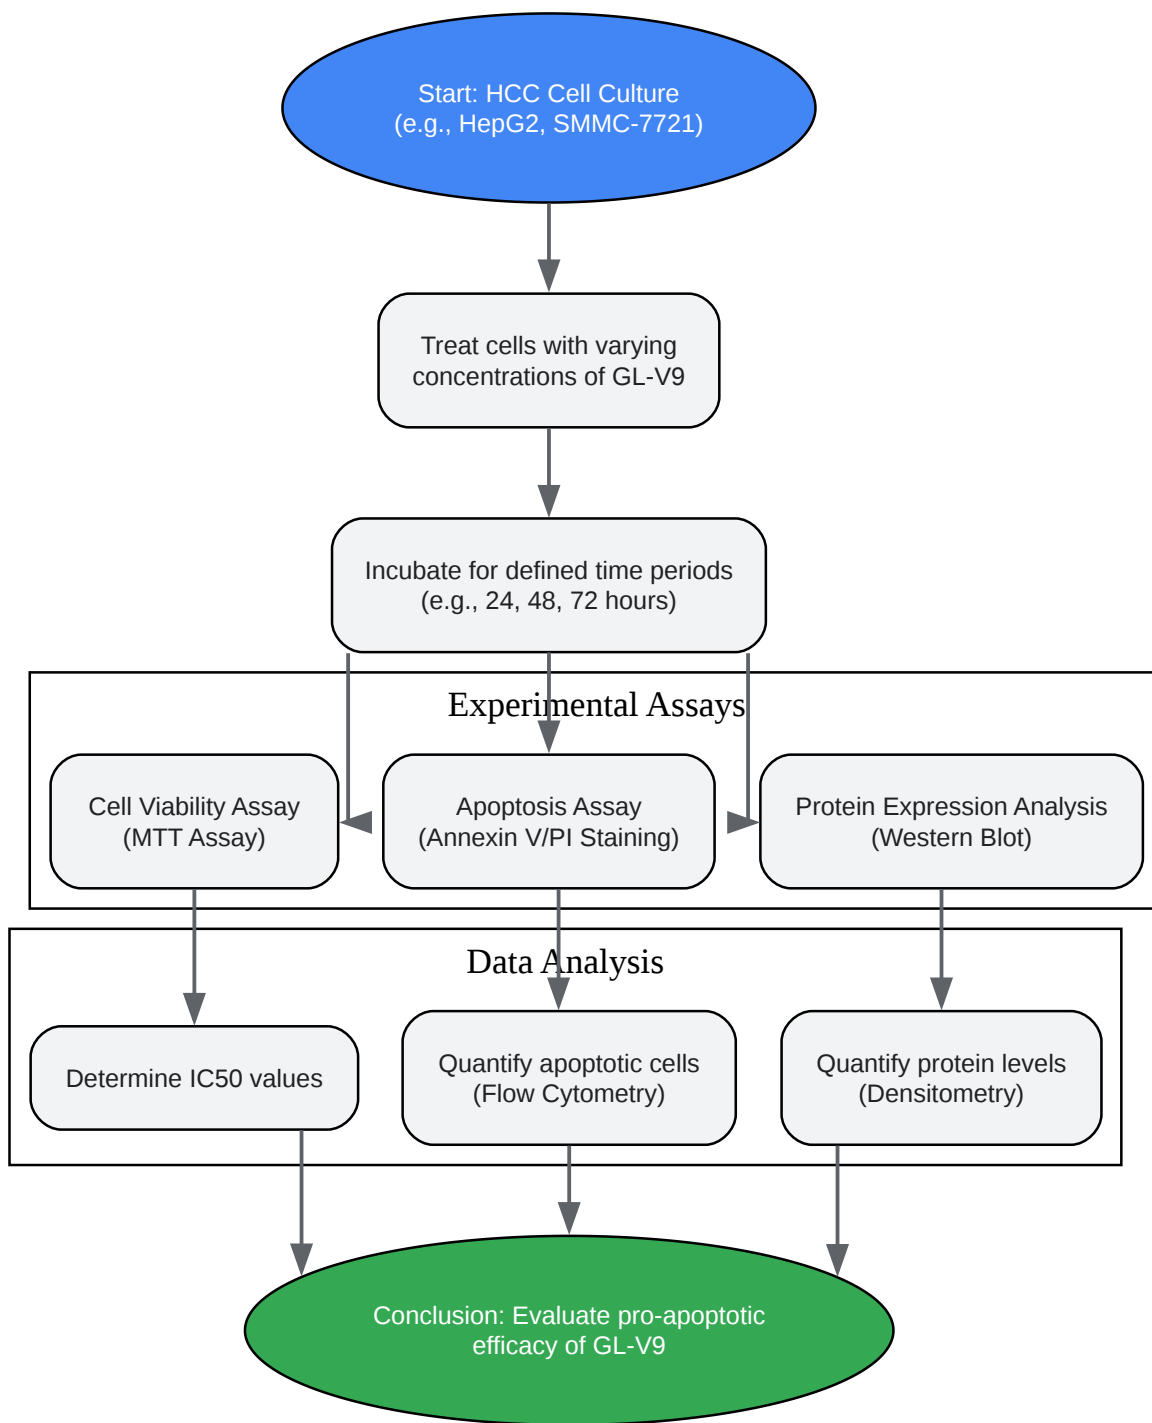 Start: HCC Cell Culture
(e.g., HepG2, SMMC-7721)
Treat cells with varying
concentrations of GL-V9
Incubate for defined time periods
(e.g., 24, 48, 72 hours)
Experimental Assays
Cell Viability Assay
(MTT Assay)
Apoptosis Assay
(Annexin V/PI Staining)
Protein Expression Analysis
(Western Blot)
Data Analysis
Determine IC50 values
Quantify apoptotic cells
(Flow Cytometry)
Quantify protein levels
(Densitometry)
Conclusion: Evaluate pro-apoptotic
efficacy of GL-V9